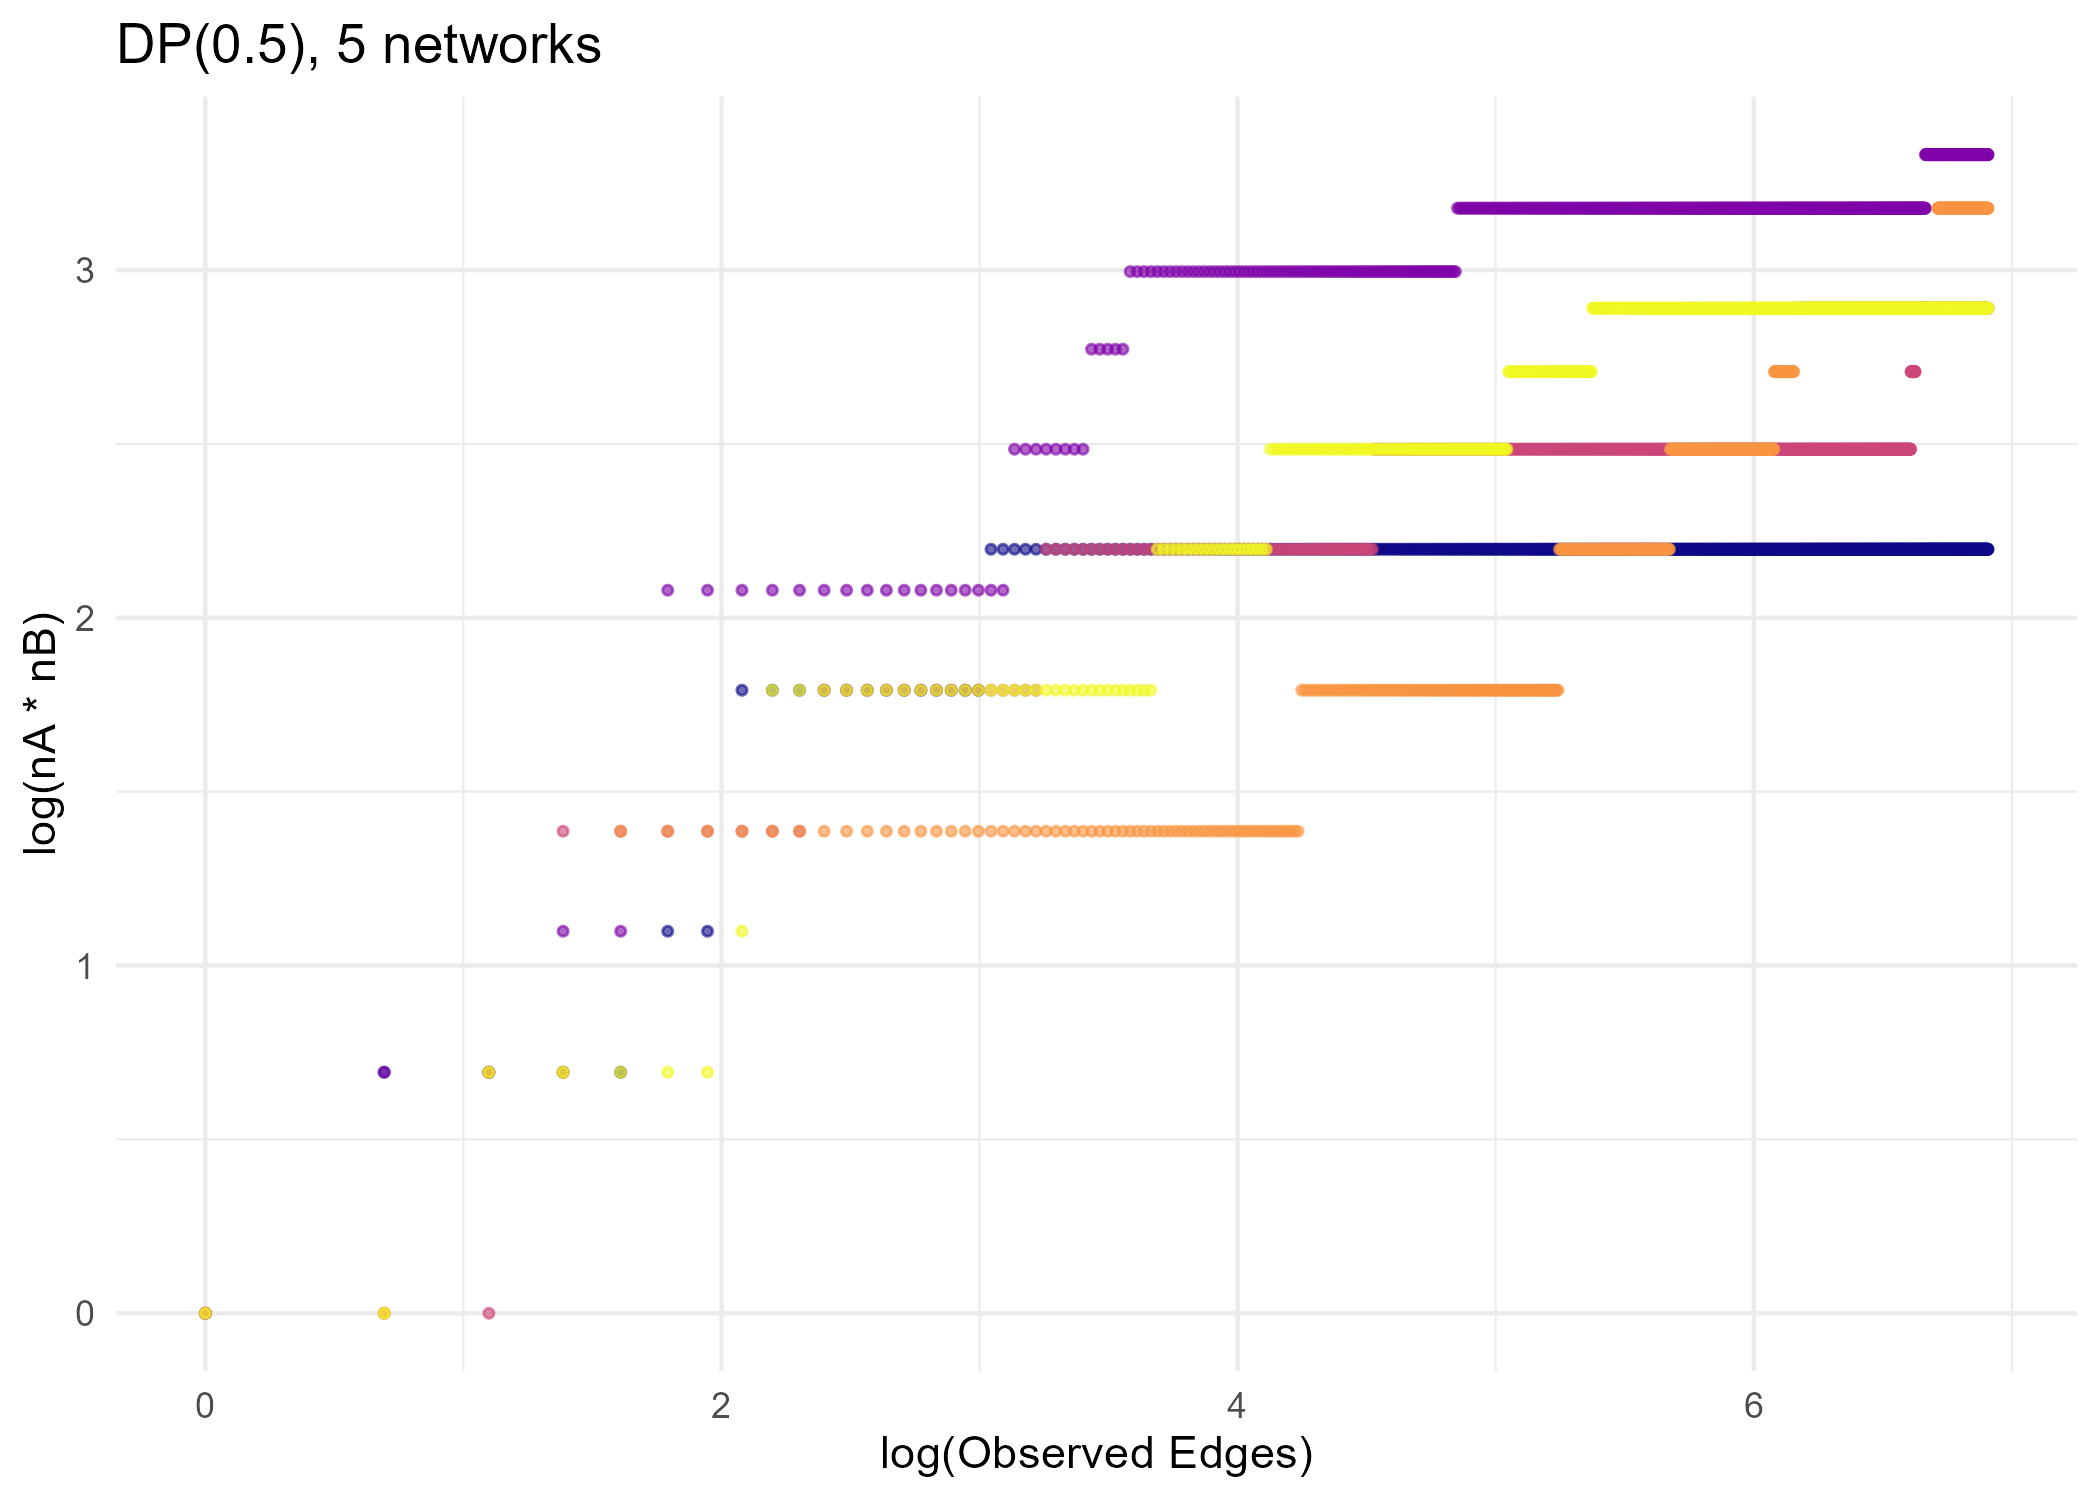 DP(0.5), 5 networks
log(nA * nB)
3
2
1
0
0 2 4 6
log(Observed Edges)